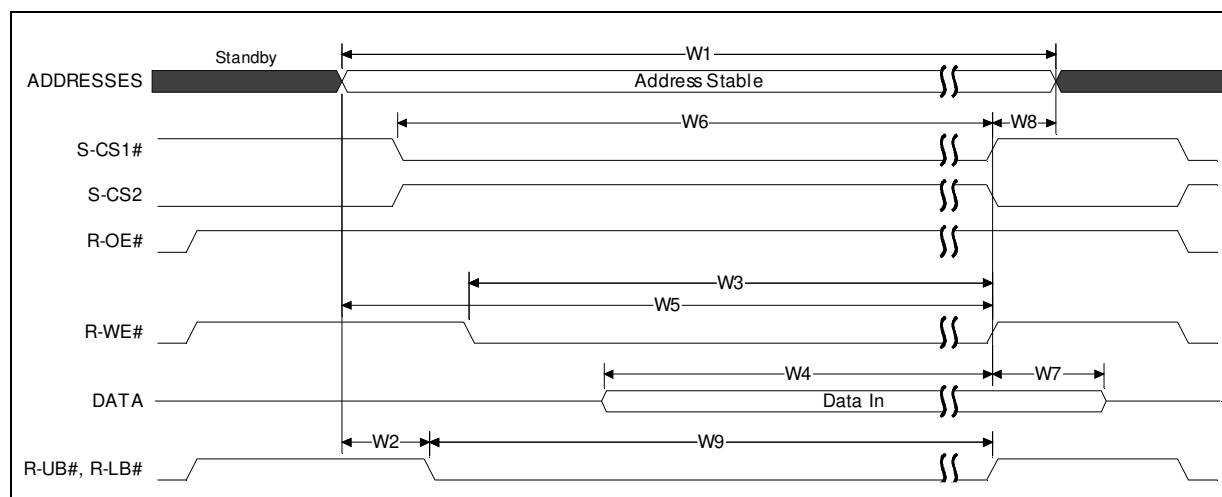 Standby
W1
ADDRESSES
Address Stable
W6
W8
S-CS1#
S-CS2
R-OE#
W3
W5
R-WE#
W4
W7
DATA
Data In
W2
W9
R-UB#, R-LB#